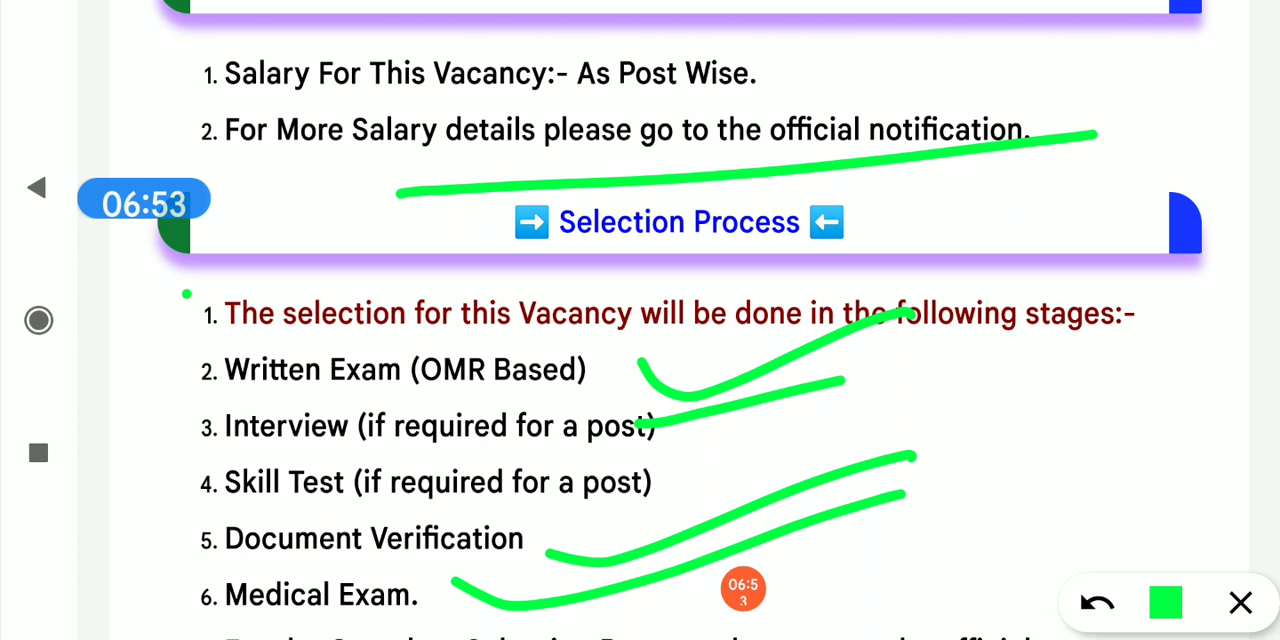 1. Salary For This Vacancy:- As Post Wise.
2. For More Salary details please go to the official notification.
06:53
➡ Selection Process ⬅
1. The selection for this Vacancy will be done in the following stages:-
2. Written Exam (OMR Based)
3. Interview (if required for a post)
4. Skill Test (if required for a post)
5. Document Verification
6. Medical Exam.
06:5
3